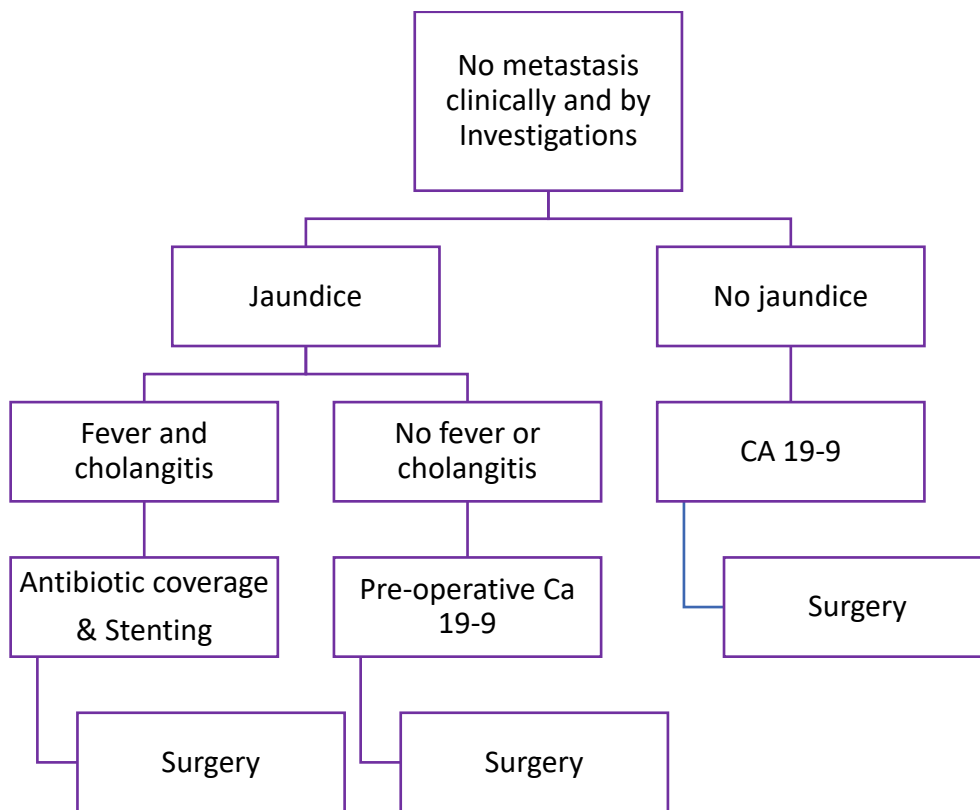 No metastasis
clinically and by
Investigations
Jaundice
No jaundice
Fever and
cholangitis
No fever or
cholangitis
CA 19-9
Antibiotic coverage
& Stenting
Pre-operative Ca
19-9
Surgery
Surgery
Surgery